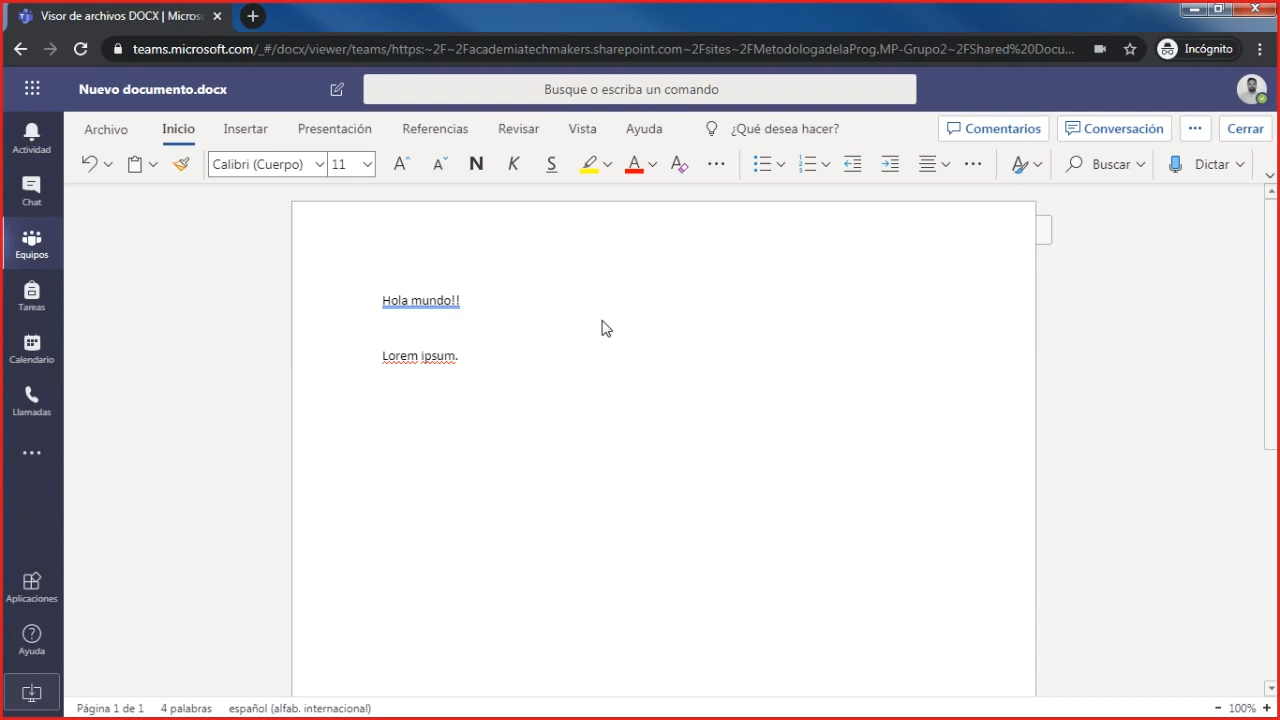 Visor de archivos DOCX | Microso
teams.microsoft.com/_#/docx/viewer/teams/https:~2F~2Facademiatechmakers.sharepoint.com~2Fsites~2FMetodologadelaProg.MP-Grupo2~2FShared%20Docu...
Incógnito
Nuevo documento.docx
Busque o escriba un comando
Archivo Inicio Insertar Presentación Referencias Revisar Vista Ayuda ¿Qué desea hacer? Comentarios Conversación ... Cerrar
Calibri (Cuerpo) 11 A A N K S A A ... ... Buscar Dictar
Actividad
Chat
Equipos
Tareas
Calendario
Llamadas
...
Aplicaciones
Ayuda
Hola mundo!!
Lorem ipsum.
Página 1 de 1 4 palabras español (alfab. internacional) - 100% +